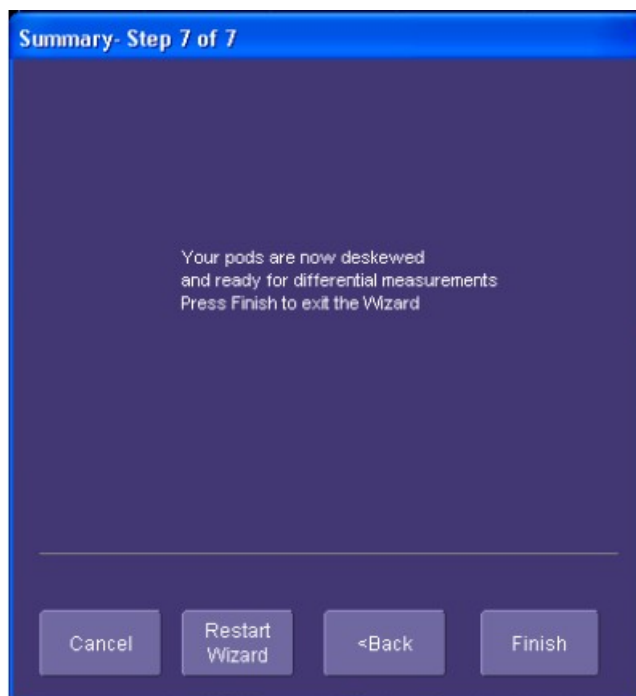 Summary- Step 7 of 7
Your pods are now deskewed
and ready for differential measurements
Press Finish to exit the Wizard
Cancel
Restart
Wizard
<Back
Finish